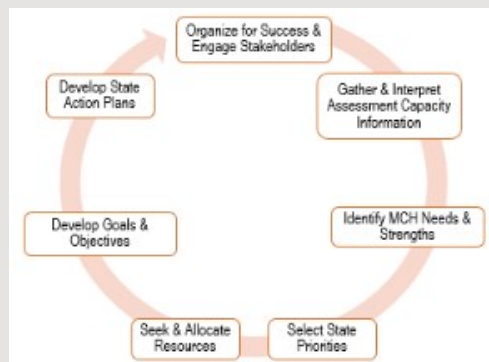 Organize for Success &
Engage Stakeholders
Gather & Interpret
Assessment Capacity
Information
Identify MCH Needs &
Strengths
Select State
Priorities
Seek & Allocate
Resources
Develop Goals &
Objectives
Develop State
Action Plans